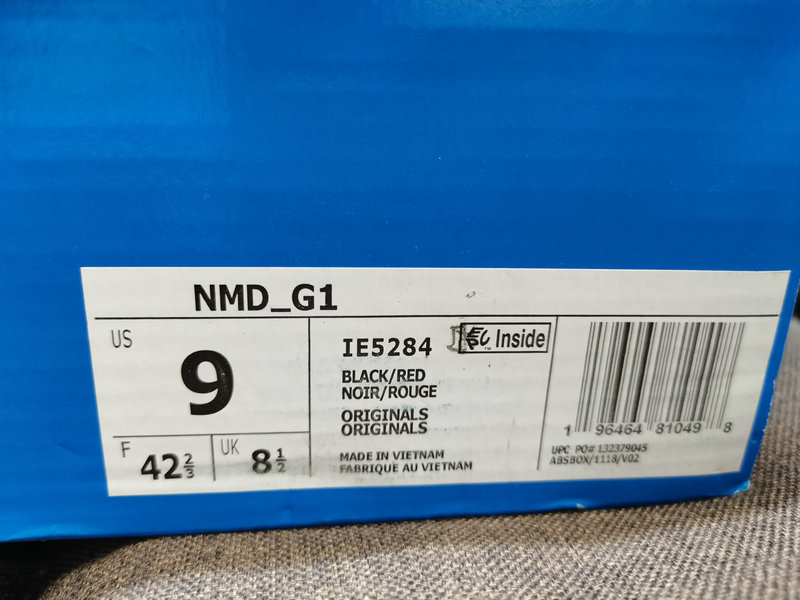 NMD_G1
US
9
F
42 2/3
UK
8 1/2
IE5284
Inside
BLACK/RED
NOIR/ROUGE
ORIGINALS
ORIGINALS
MADE IN VIETNAM
FABRIQUE AU VIETNAM
1 96464 81049 8
UPC PO# 132379045
ABSBOX/1118/V02